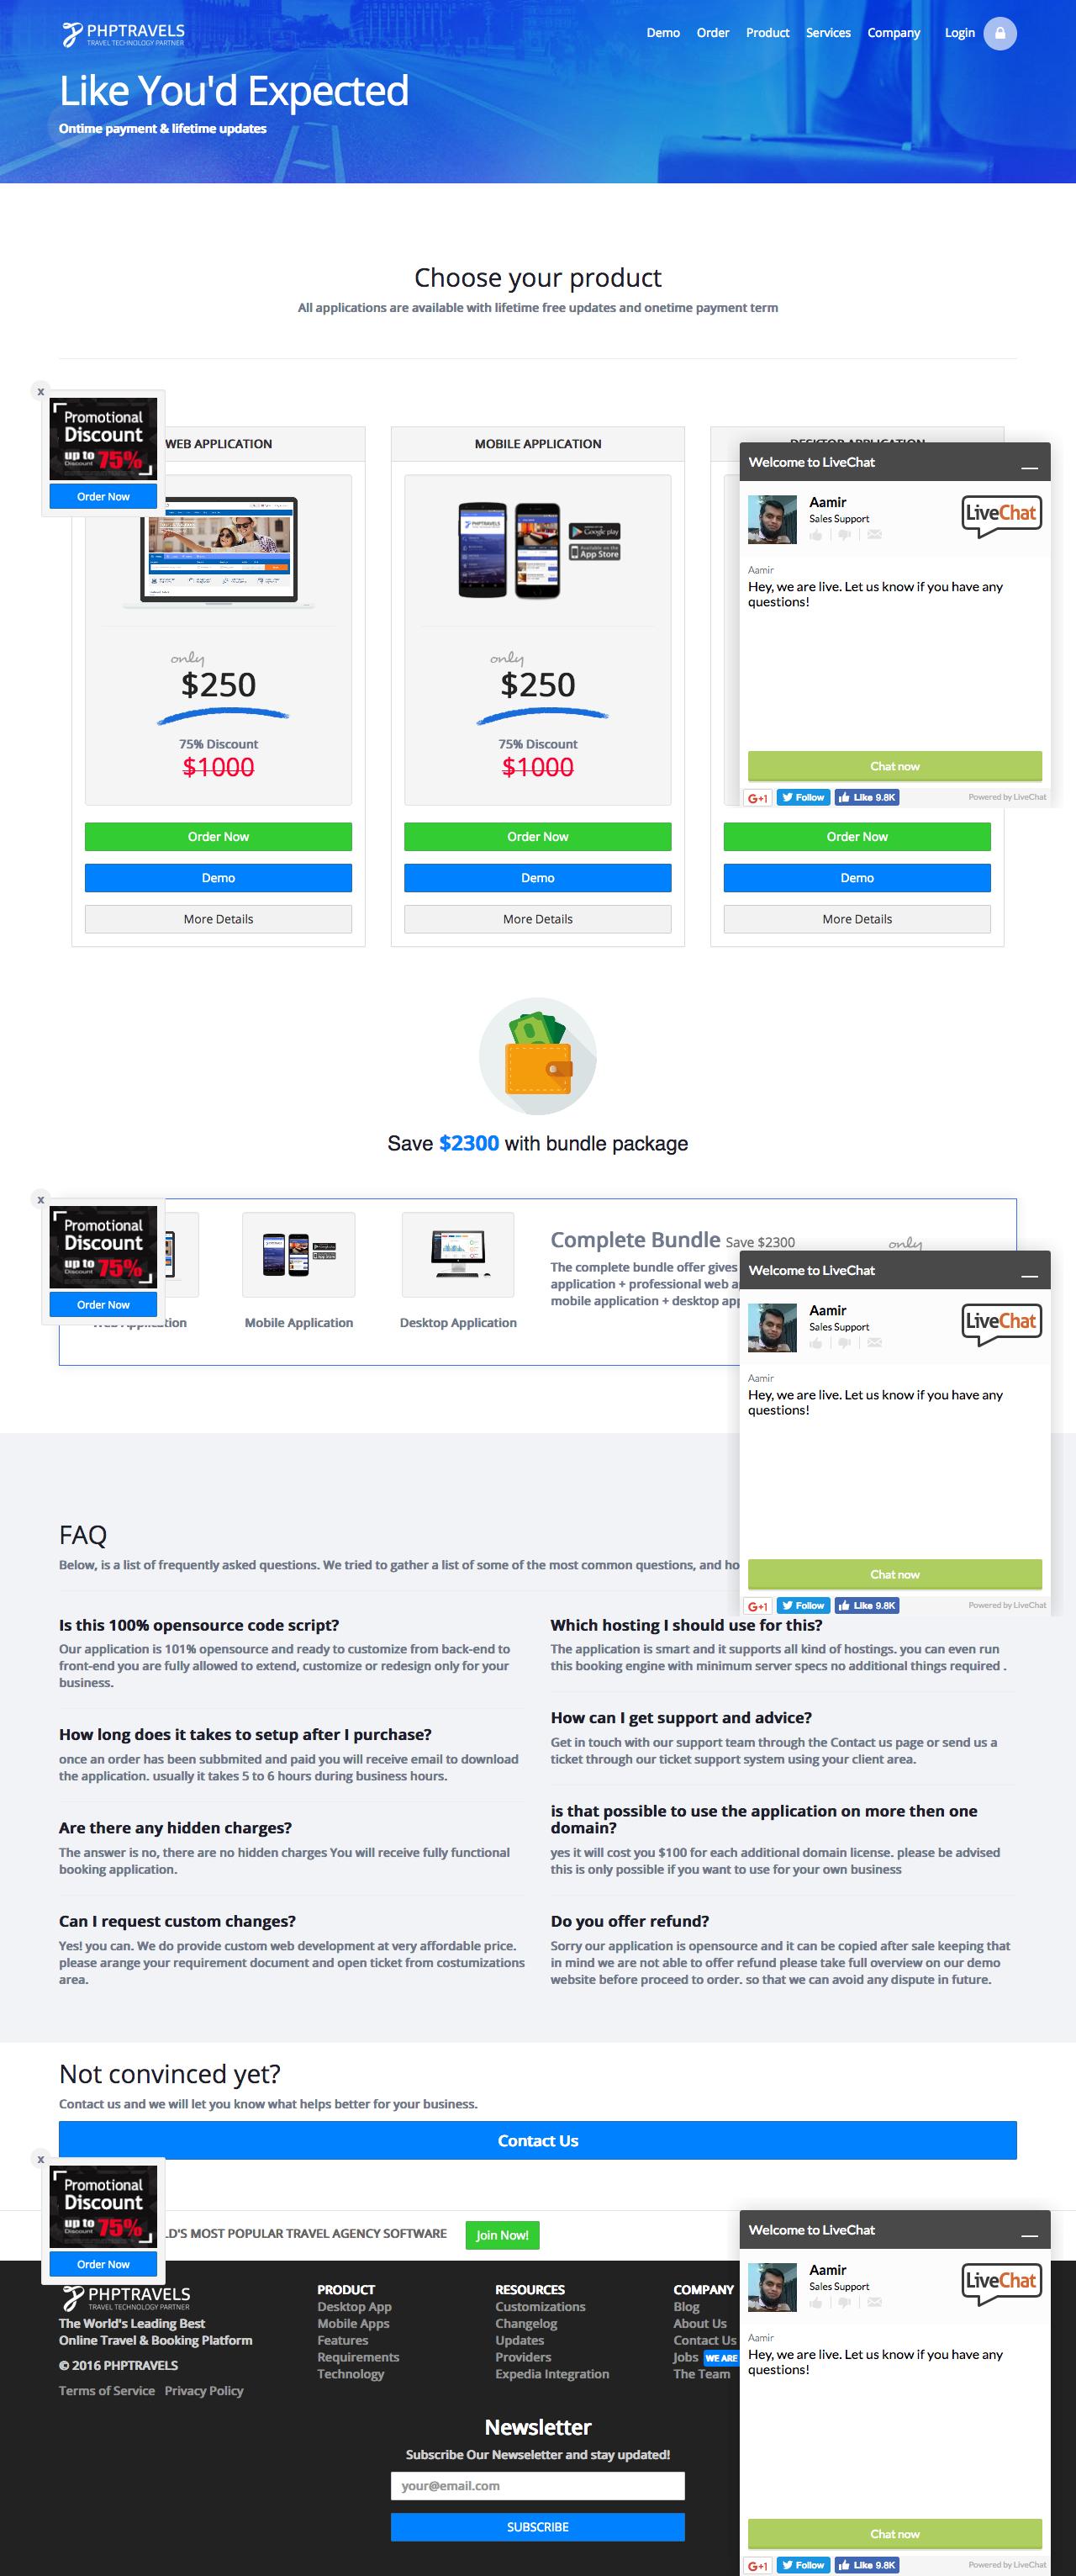 PHPTRAVELS
TRAVEL TECHNOLOGY PARTNER
Demo Order Product Services Company Login
Like You'd Expected
Ontime payment & lifetime updates
Choose your product
All applications are available with lifetime free updates and onetime payment term
x
Promotional
Discount
up to 75%
Discount
Order Now
WEB APPLICATION
only
$250
75% Discount
$1000
Order Now
Demo
More Details
MOBILE APPLICATION
PHPTRAVELS
Google play
Available on the
App Store
only
$250
75% Discount
$1000
Order Now
Demo
More Details
DESKTOP APPLICATION
Order Now
Demo
More Details
Welcome to LiveChat
Aamir
Sales Support
LiveChat
Aamir
Hey, we are live. Let us know if you have any
questions!
Chat now
G+1 Follow Like 9.8K Powered by LiveChat
Save $2300 with bundle package
x
Promotional
Discount
up to 75%
Discount
Order Now
Web Application
Mobile Application
Desktop Application
Complete Bundle Save $2300
The complete bundle offer gives
application + professional web
mobile application + desktop
only
Welcome to LiveChat
Aamir
Sales Support
LiveChat
Aamir
Hey, we are live. Let us know if you have any
questions!
Chat now
G+1 Follow Like 9.8K Powered by LiveChat
FAQ
Below, is a list of frequently asked questions. We tried to gather a list of some of the most common questions, and
Is this 100% opensource code script?
Our application is 101% opensource and ready to customize from back-end to
front-end you are fully allowed to extend, customize or redesign only for your
business.
How long does it takes to setup after I purchase?
once an order has been subbmited and paid you will receive email to download
the application. usually it takes 5 to 6 hours during business hours.
Are there any hidden charges?
The answer is no, there are no hidden charges You will receive fully functional
booking application.
Can I request custom changes?
Yes! you can. We do provide custom web development at very affordable price.
please arange your requirement document and open ticket from costumizations
area.
Which hosting I should use for this?
The application is smart and it supports all kind of hostings. you can even run
this booking engine with minimum server specs no additional things required .
How can I get support and advice?
Get in touch with our support team through the Contact us page or send us a
ticket through our ticket support system using your client area.
is that possible to use the application on more then one
domain?
yes it will cost you $100 for each additional domain license. please be advised
this is only possible if you want to use for your own business
Do you offer refund?
Sorry our application is opensource and it can be copied after sale keeping that
in mind we are not able to offer refund please take full overview on our demo
website before proceed to order. so that we can avoid any dispute in future.
Not convinced yet?
Contact us and we will let you know what helps better for your business.
Contact Us
x
Promotional
Discount
up to 75%
Discount
Order Now
LD'S MOST POPULAR TRAVEL AGENCY SOFTWARE Join Now!
PHPTRAVELS
TRAVEL TECHNOLOGY PARTNER
The World's Leading Best
Online Travel & Booking Platform
© 2016 PHPTRAVELS
Terms of Service Privacy Policy
PRODUCT
Desktop App
Mobile Apps
Features
Requirements
Technology
RESOURCES
Customizations
Changelog
Updates
Providers
Expedia Integration
COMPANY
Blog
About Us
Contact Us
Jobs WE ARE
The Team
Welcome to LiveChat
Aamir
Sales Support
LiveChat
Aamir
Hey, we are live. Let us know if you have any
questions!
Chat now
G+1 Follow Like 9.8K Powered by LiveChat
Newsletter
Subscribe Our Newseletter and stay updated!
your@email.com
SUBSCRIBE